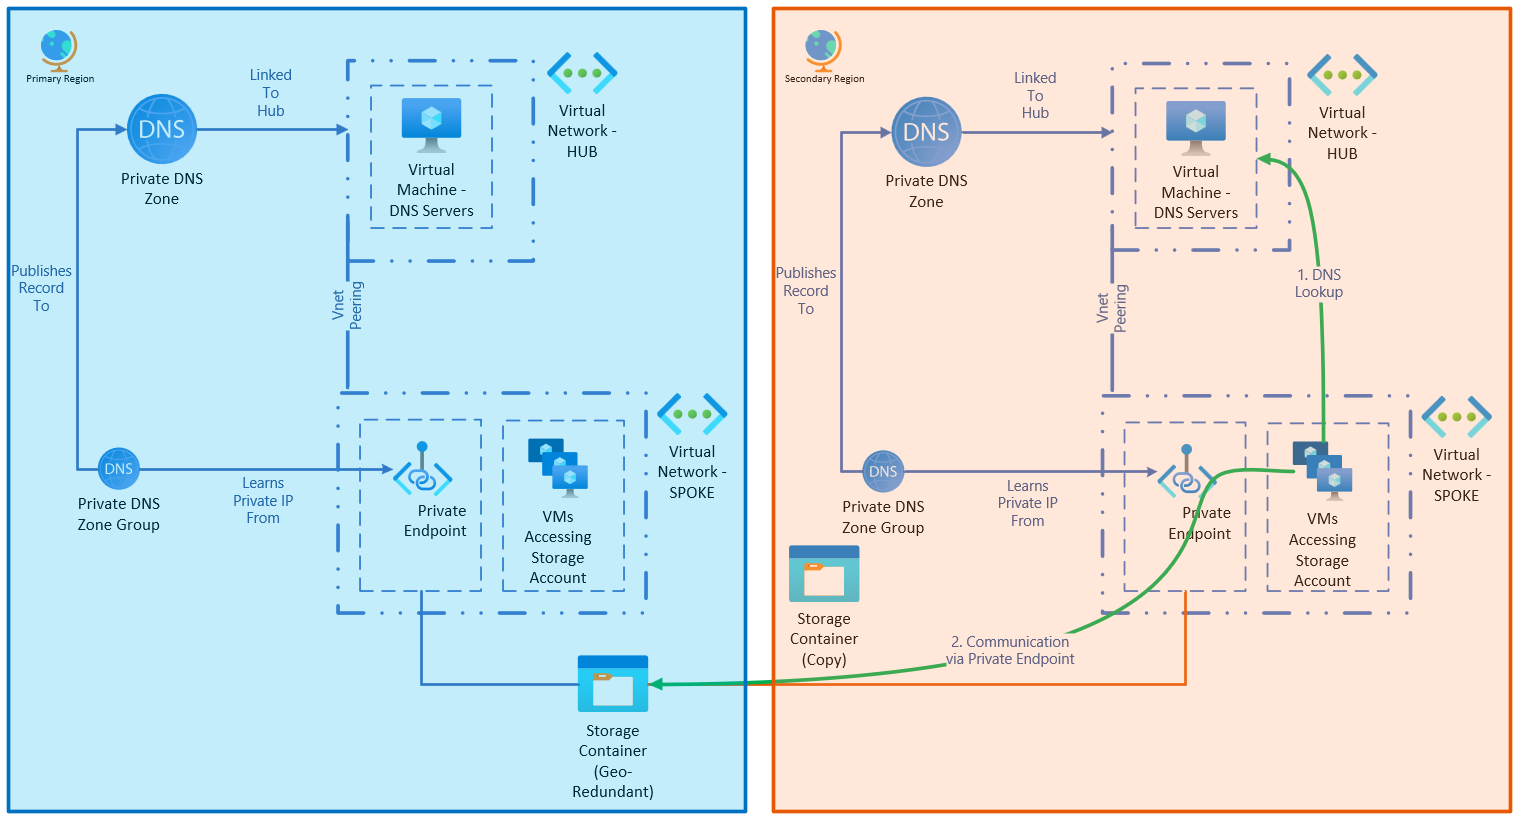 Primary Region
Linked
To
Hub
DNS
Private DNS
Zone
Virtual
Machine -
DNS Servers
Virtual
Network -
HUB
Publishes
Record
To
Vnet
Peering
DNS
Private DNS
Zone Group
Learns
Private IP
From
Private
Endpoint
VMs
Accessing
Storage
Account
Virtual
Network -
SPOKE
Storage
Container
(Geo-
Redundant)
Secondary Region
Linked
To
Hub
DNS
Private DNS
Zone
Virtual
Machine -
DNS Servers
Virtual
Network -
HUB
Publishes
Record
To
Vnet
Peering
1. DNS
Lookup
DNS
Private DNS
Zone Group
Learns
Private IP
From
Private
Endpoint
VMs
Accessing
Storage
Account
Virtual
Network -
SPOKE
Storage
Container
(Copy)
2. Communication
via Private Endpoint